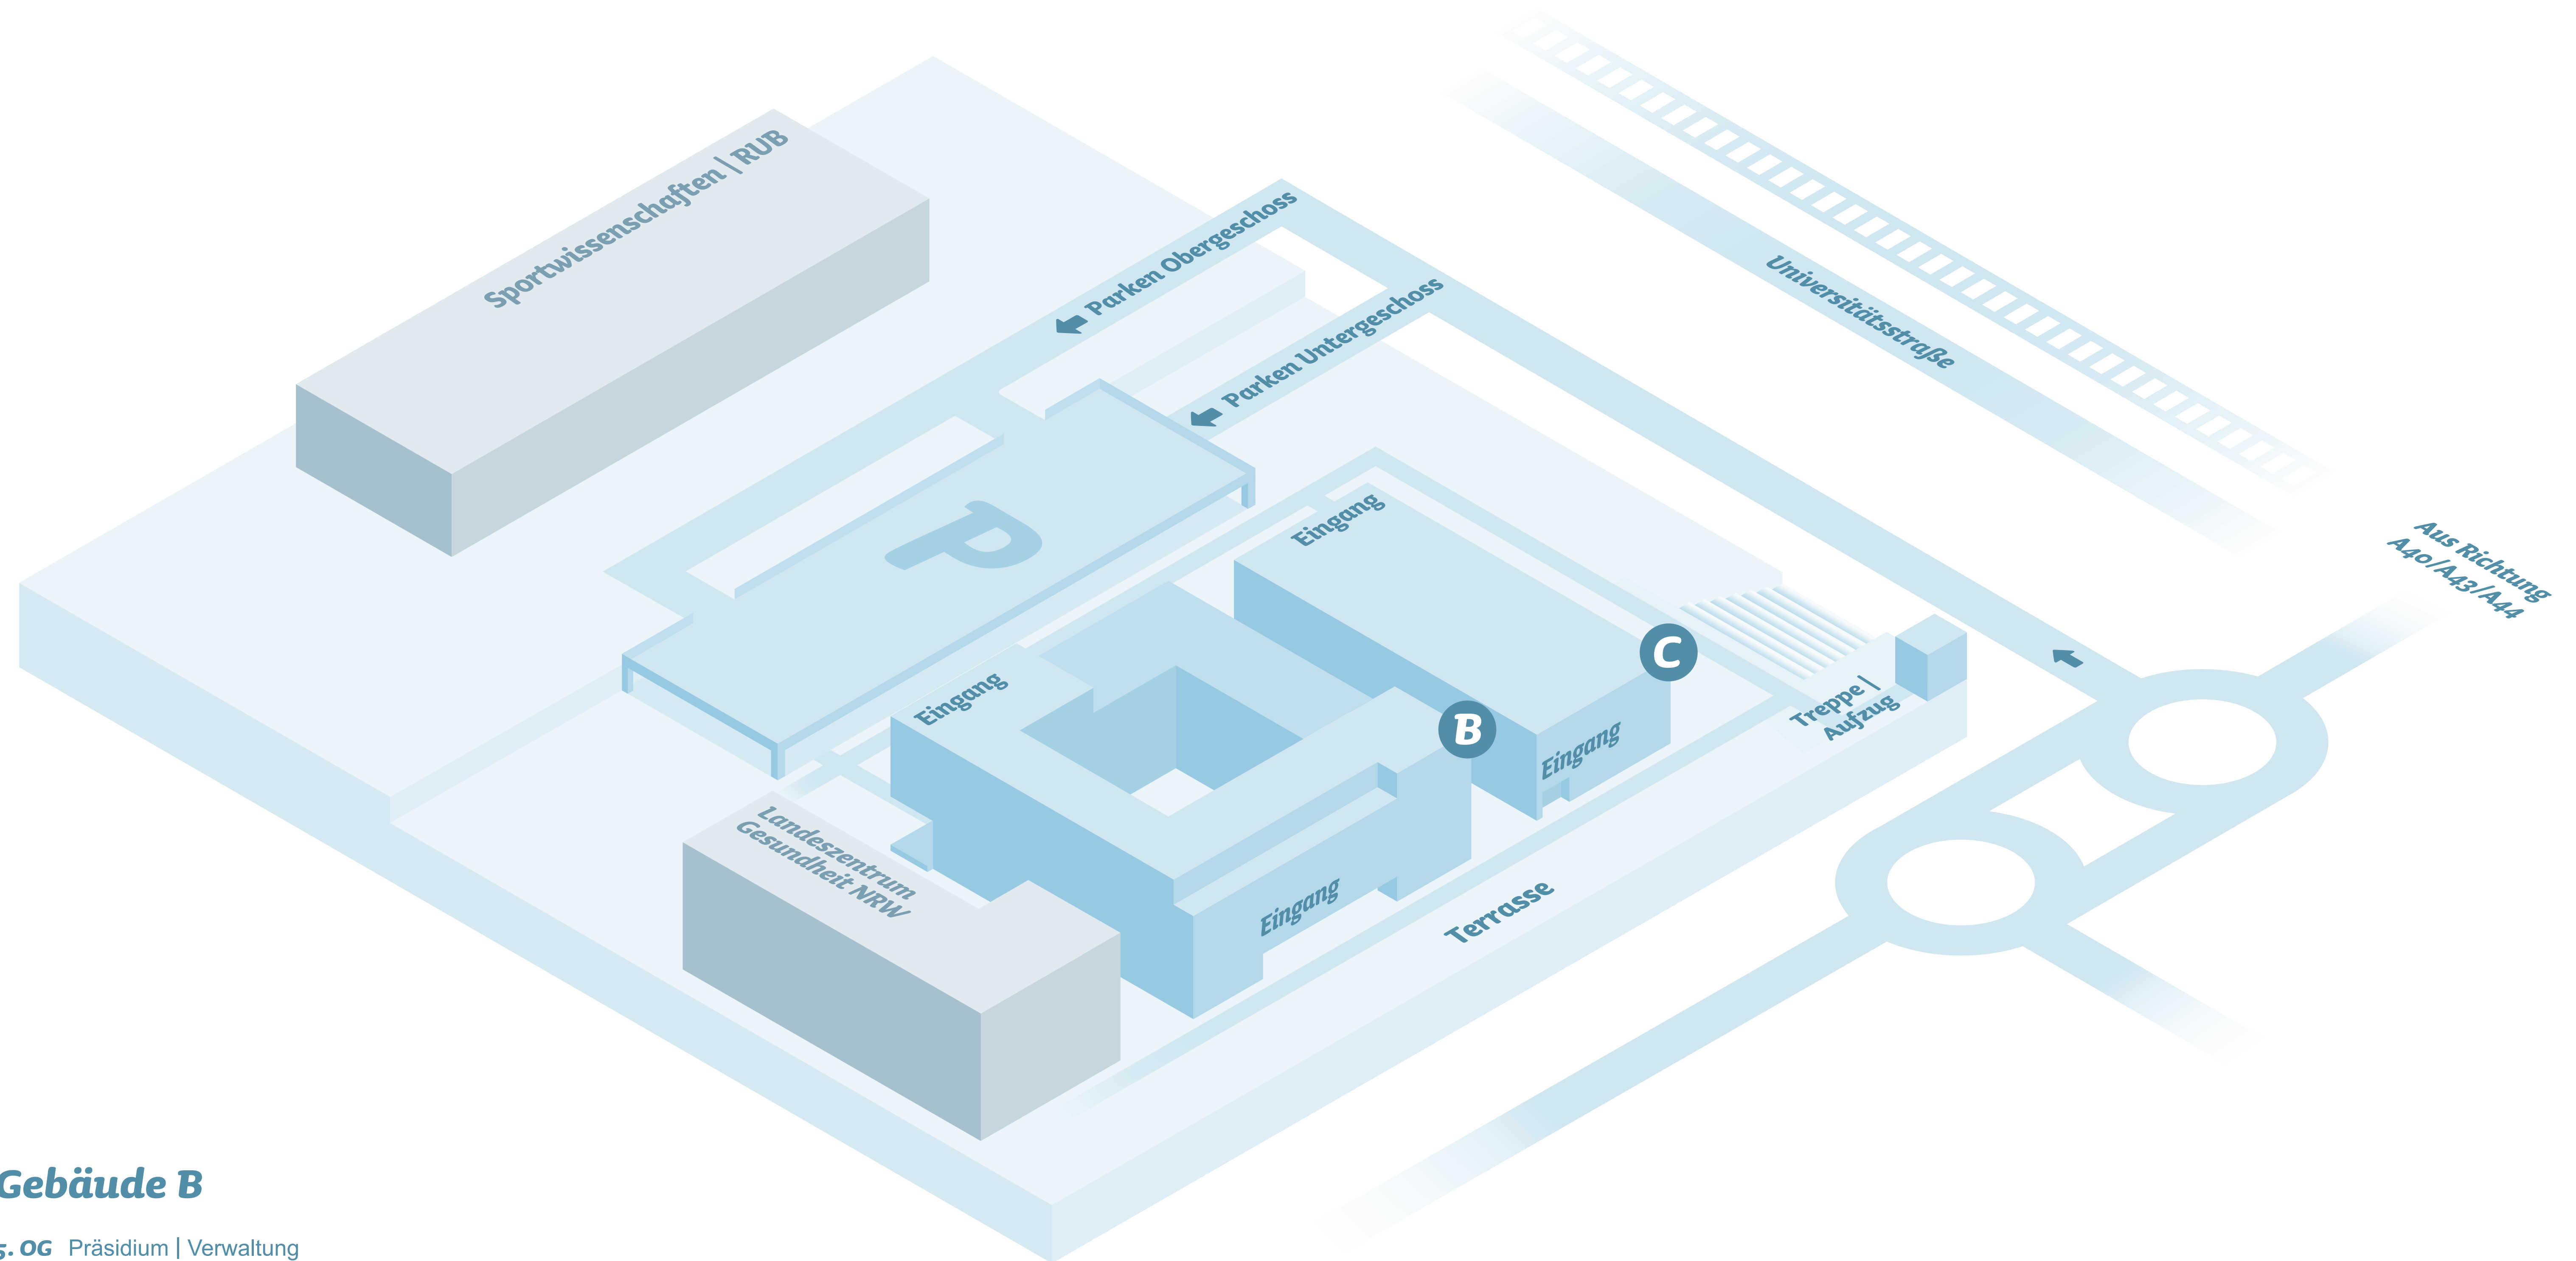 Sportwissenschaften | RUB
Parken Obergeschoss
Parken Untergeschoss
Universitätsstraße
Aus Richtung
A40/A43/A44
P
Eingang
Eingang
C
B
Eingang
Treppe |
Aufzug
Landeszentrum
Gesundheit NRW
Eingang
Terrasse
Gebäude B
5. OG Präsidium | Verwaltung